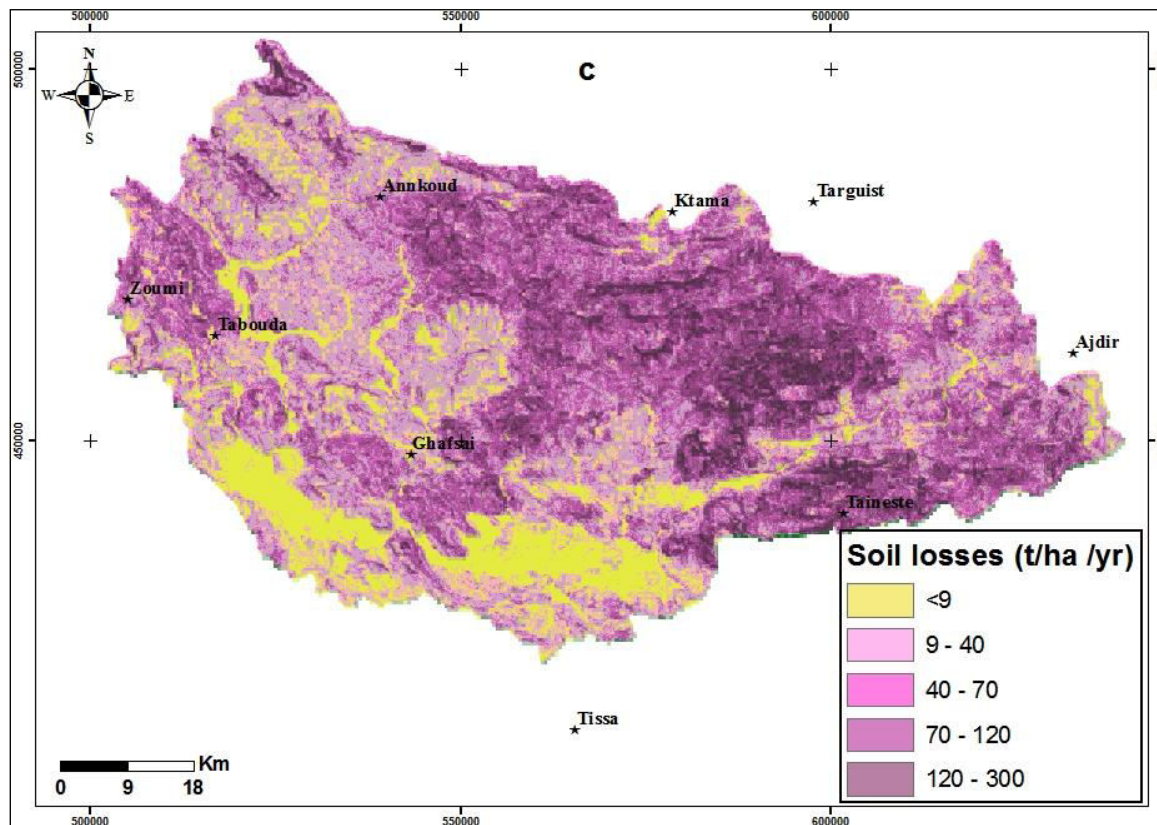 500000 550000 600000
N
W E
S
C
500000
Annkoud
Ktama
Targuist
Zoumi
Tabouda
Ajdir
450000
Ghafsai
Taineste
Soil losses (t/ha /yr)
<9
9 - 40
40 - 70
70 - 120
120 - 300
Tissa
Km
0 9 18
500000 550000 600000